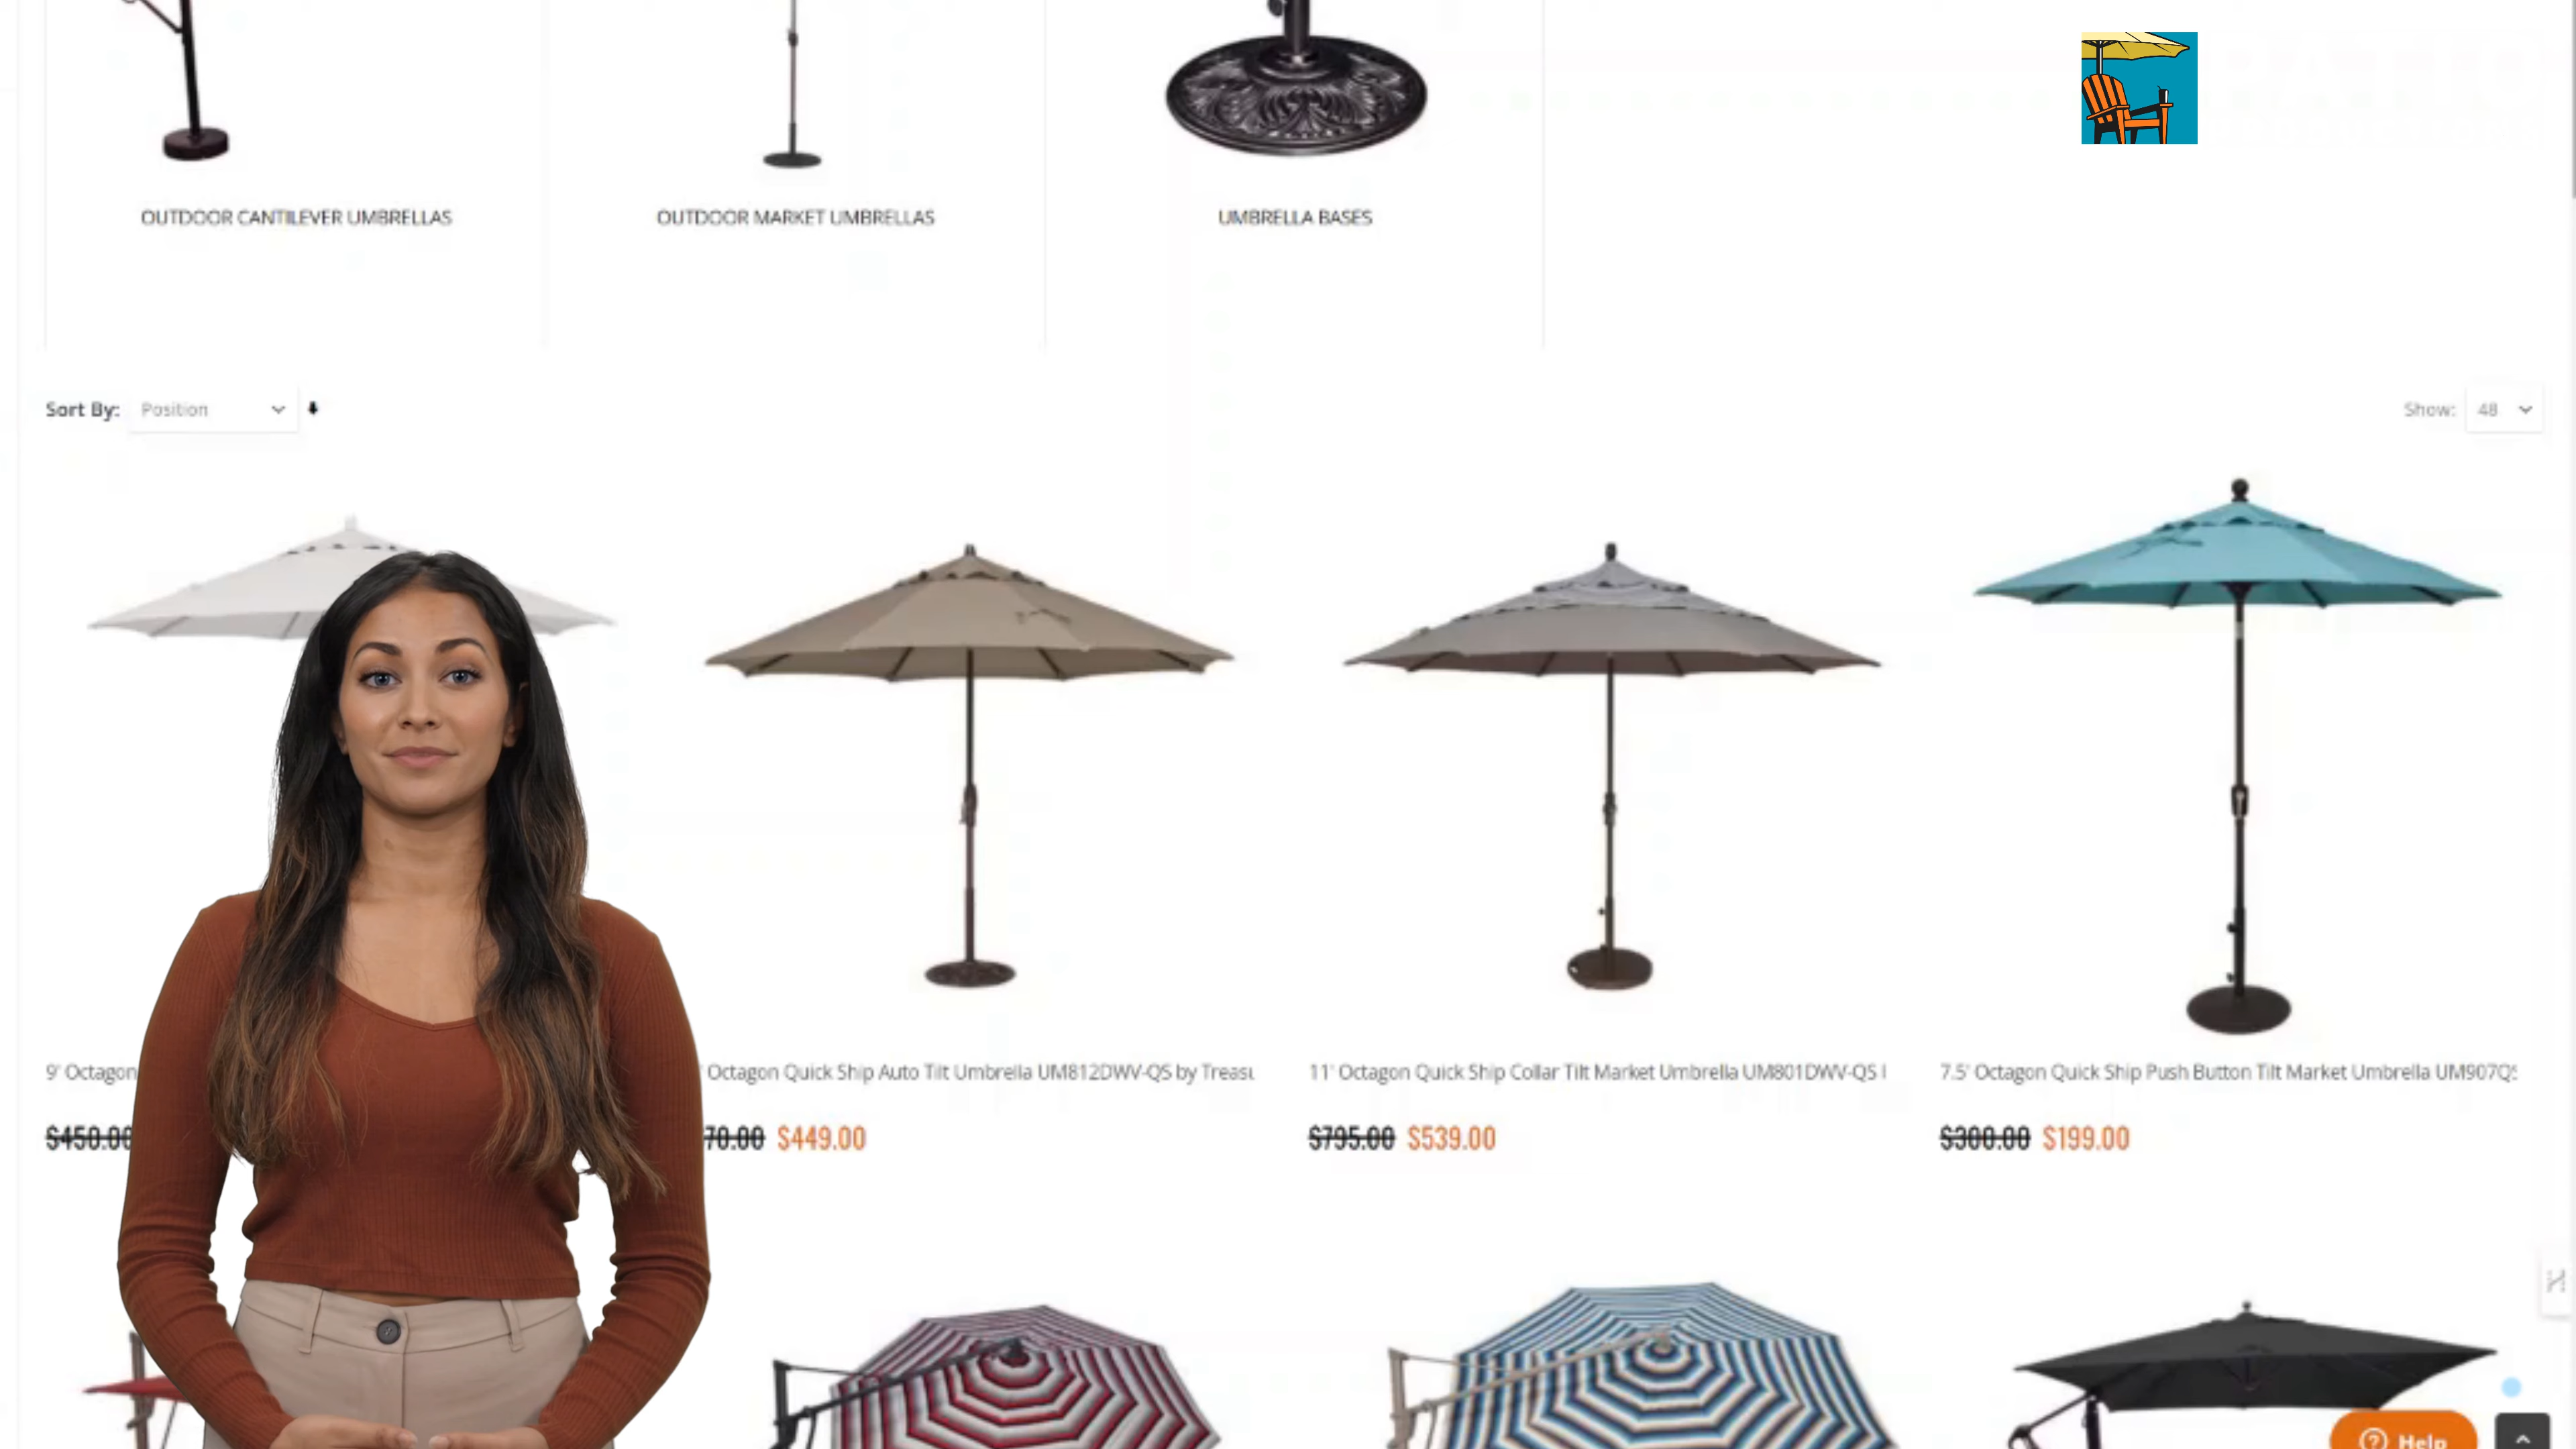 OUTDOOR CANTILEVER UMBRELLAS
OUTDOOR MARKET UMBRELLAS
UMBRELLA BASES
Sort By: Position
Show: 48
9' Octagon
' Octagon Quick Ship Auto Tilt Umbrella UM812DWV-QS by Treasu
11' Octagon Quick Ship Collar Tilt Market Umbrella UM801DWV-QS
7.5' Octagon Quick Ship Push Button Tilt Market Umbrella UM907QS
$450.00
70.00 $449.00
$795.00 $539.00
$300.00 $199.00
Help